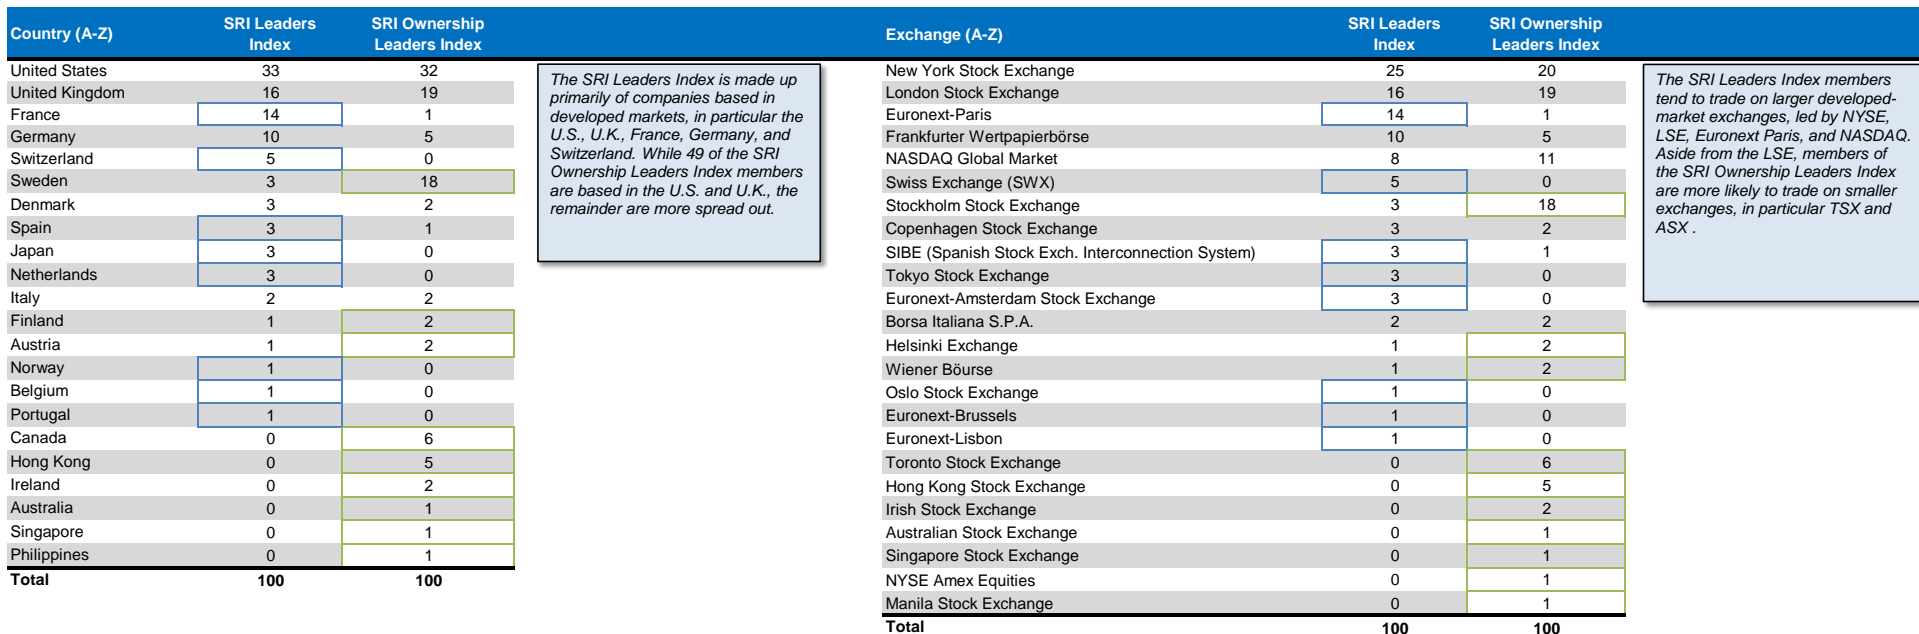 Country (A-Z) SRI Leaders Index SRI Ownership Leaders Index
United States 33 32
United Kingdom 16 19
France 14 1
Germany 10 5
Switzerland 5 0
Sweden 3 18
Denmark 3 2
Spain 3 1
Japan 3 0
Netherlands 3 0
Italy 2 2
Finland 1 2
Austria 1 2
Norway 1 0
Belgium 1 0
Portugal 1 0
Canada 0 6
Hong Kong 0 5
Ireland 0 2
Australia 0 1
Singapore 0 1
Philippines 0 1
Total 100 100
The SRI Leaders Index is made up
primarily of companies based in
developed markets, in particular the
U.S., U.K., France, Germany, and
Switzerland. While 49 of the SRI
Ownership Leaders Index members
are based in the U.S. and U.K., the
remainder are more spread out.
Exchange (A-Z) SRI Leaders Index SRI Ownership Leaders Index
New York Stock Exchange 25 20
London Stock Exchange 16 19
Euronext-Paris 14 1
Frankfurter Wertpapierbörse 10 5
NASDAQ Global Market 8 11
Swiss Exchange (SWX) 5 0
Stockholm Stock Exchange 3 18
Copenhagen Stock Exchange 3 2
SIBE (Spanish Stock Exch. Interconnection System) 3 1
Tokyo Stock Exchange 3 0
Euronext-Amsterdam Stock Exchange 3 0
Borsa Italiana S.P.A. 2 2
Helsinki Exchange 1 2
Wiener Böurse 1 2
Oslo Stock Exchange 1 0
Euronext-Brussels 1 0
Euronext-Lisbon 1 0
Toronto Stock Exchange 0 6
Hong Kong Stock Exchange 0 5
Irish Stock Exchange 0 2
Australian Stock Exchange 0 1
Singapore Stock Exchange 0 1
NYSE Amex Equities 0 1
Manila Stock Exchange 0 1
Total 100 100
The SRI Leaders Index members
tend to trade on larger developed-
market exchanges, led by NYSE,
LSE, Euronext Paris, and NASDAQ.
Aside from the LSE, members of
the SRI Ownership Leaders Index
are more likely to trade on smaller
exchanges, in particular TSX and
ASX .